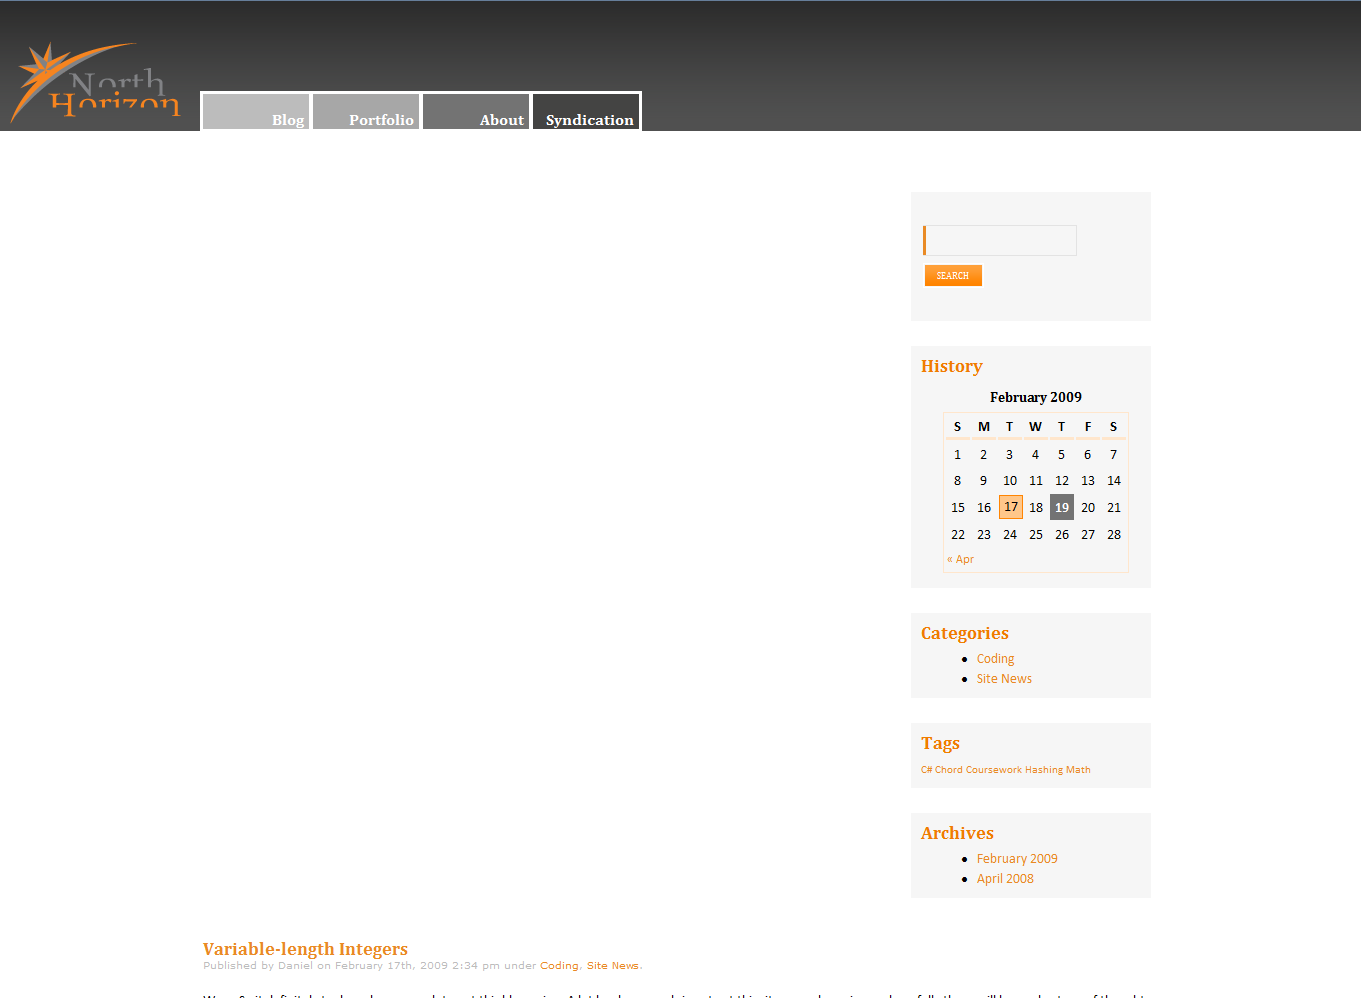 North
Horizon
Blog
Portfolio
About
Syndication
SEARCH
History
February 2009
S M T W T F S
1 2 3 4 5 6 7
8 9 10 11 12 13 14
15 16 17 18 19 20 21
22 23 24 25 26 27 28
« Apr
Categories
Coding
Site News
Tags
C# Chord Coursework Hashing Math
Archives
February 2009
April 2008
Variable-length Integers
Published by Daniel on February 17th, 2009 2:34 pm under Coding, Site News.